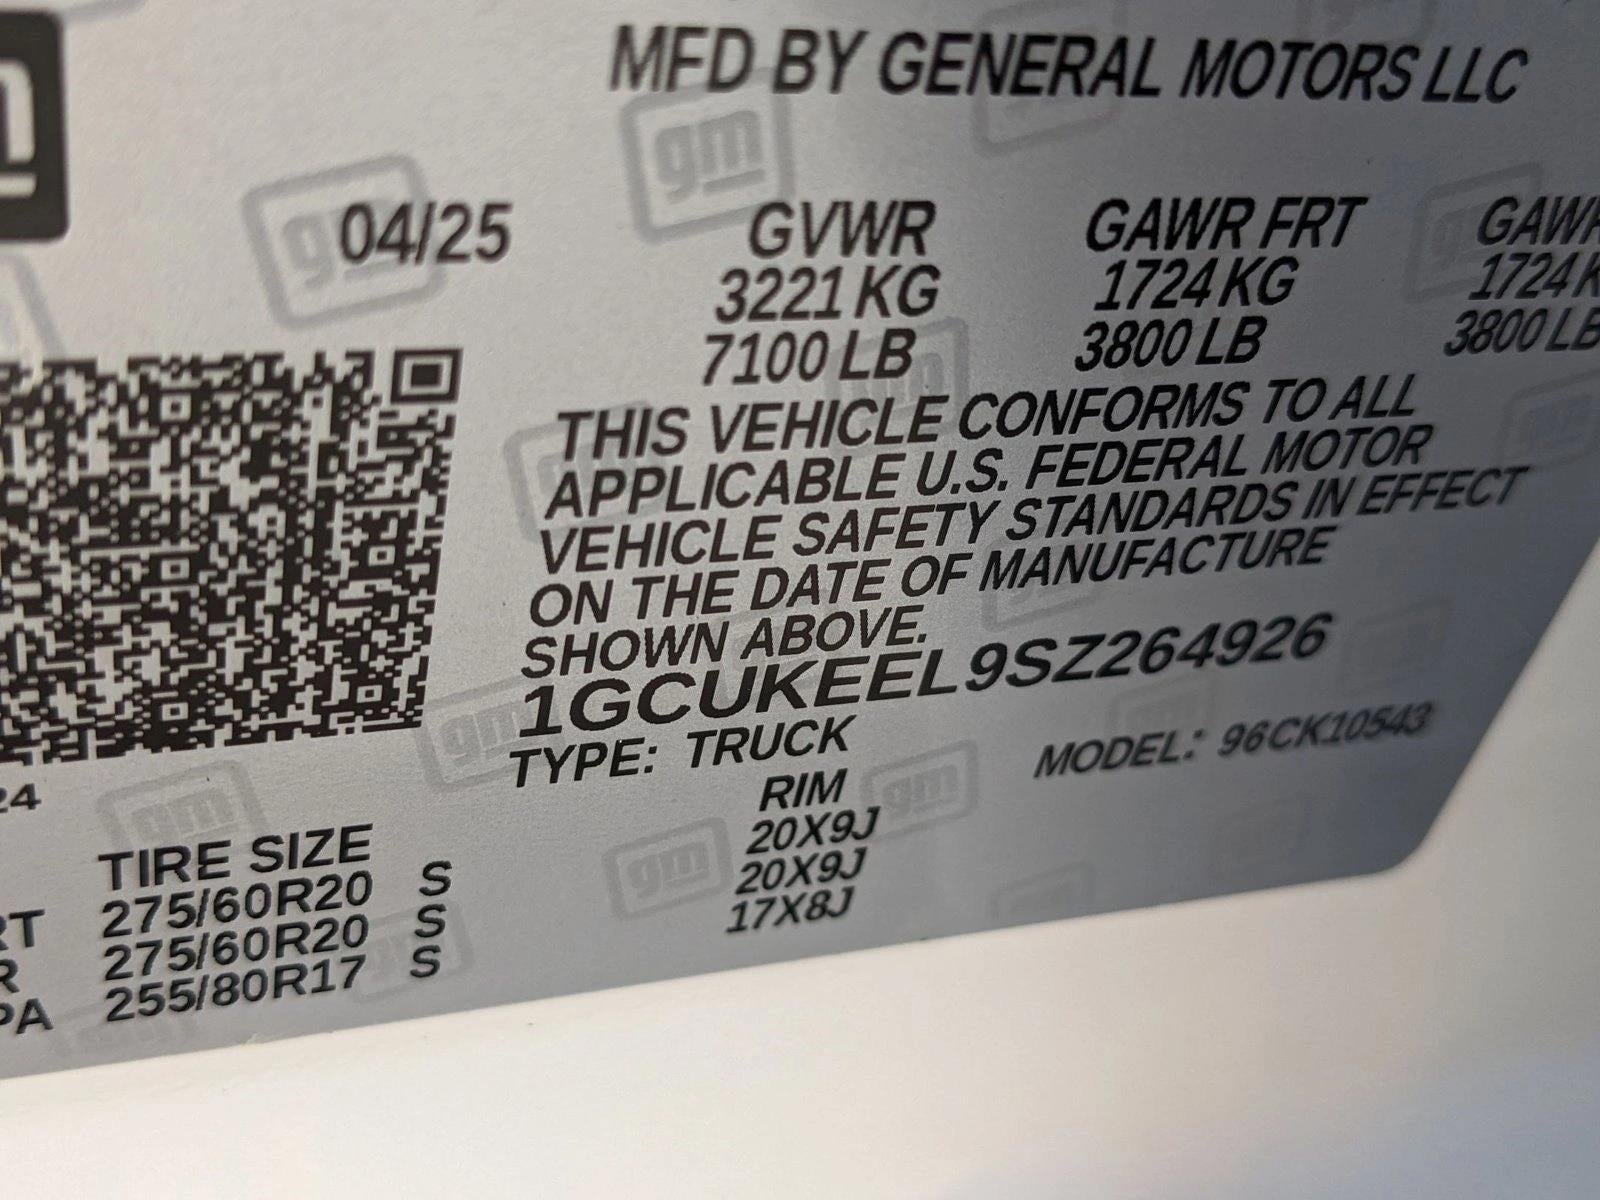 MFD BY GENERAL MOTORS LLC
04/25 GVWR GAWR FRT
3221 KG 1724 KG
7100 LB 3800 LB 3800 LB
THIS VEHICLE CONFORMS TO ALL
APPLICABLE U.S. FEDERAL MOTOR
VEHICLE SAFETY STANDARDS IN EFFECT
ON THE DATE OF MANUFACTURE
SHOWN ABOVE.
1GCUKEEL9SZ264926
TYPE: TRUCK MODEL: 96CK10543
TIRE SIZE RIM
275/60R20 S 20X9J
275/60R20 S 20X9J
255/80R17 S 17X8J
gm